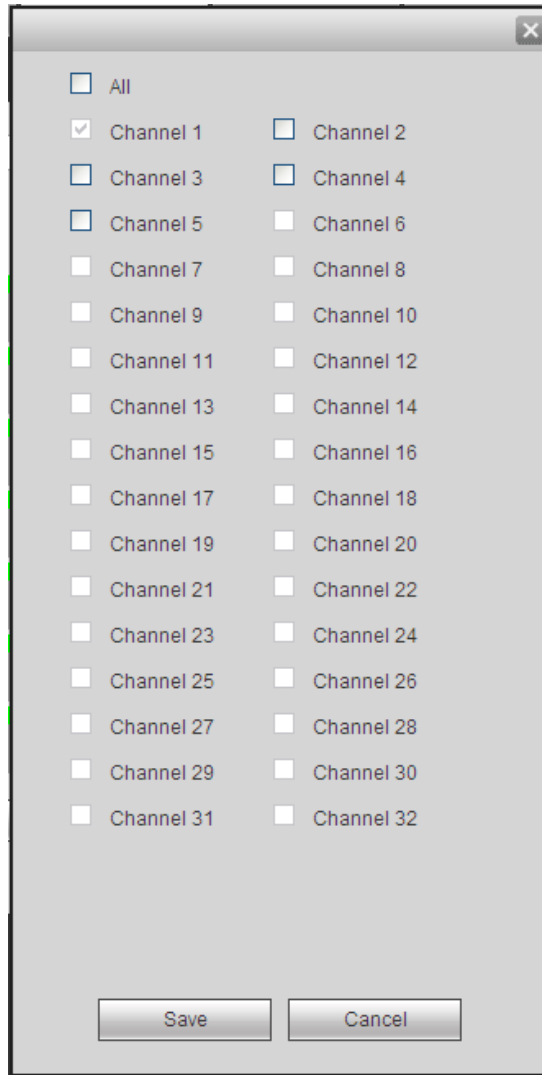 All
Channel 1 Channel 2
Channel 3 Channel 4
Channel 5 Channel 6
Channel 7 Channel 8
Channel 9 Channel 10
Channel 11 Channel 12
Channel 13 Channel 14
Channel 15 Channel 16
Channel 17 Channel 18
Channel 19 Channel 20
Channel 21 Channel 22
Channel 23 Channel 24
Channel 25 Channel 26
Channel 27 Channel 28
Channel 29 Channel 30
Channel 31 Channel 32
Save Cancel